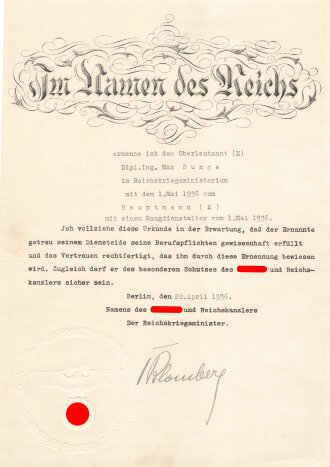 Im Namen des Reichs
ernenne ich den Oberleutnant (E)
Dipl.Ing. Max Bunge
im Reichskriegsministerium
mit dem 1.Mai 1936 zum
Hauptmann (E)
mit einem Rangdienstalter vom 1.Mai 1936.
Ich vollziehe diese Urkunde in der Erwartung, daß der Ernannte
getreu seinem Diensteide seine Berufspflichten gewissenhaft erfüllt
und das Vertrauen rechtfertigt, das ihm durch diese Ernennung bewiesen
wird. Zugleich darf er des besonderen Schutzes des und Reichs-
kanzlers sicher sein.
Berlin, den 20.April 1936.
Namens des und Reichskanzlers
Der Reichskriegsminister.
Blomberg